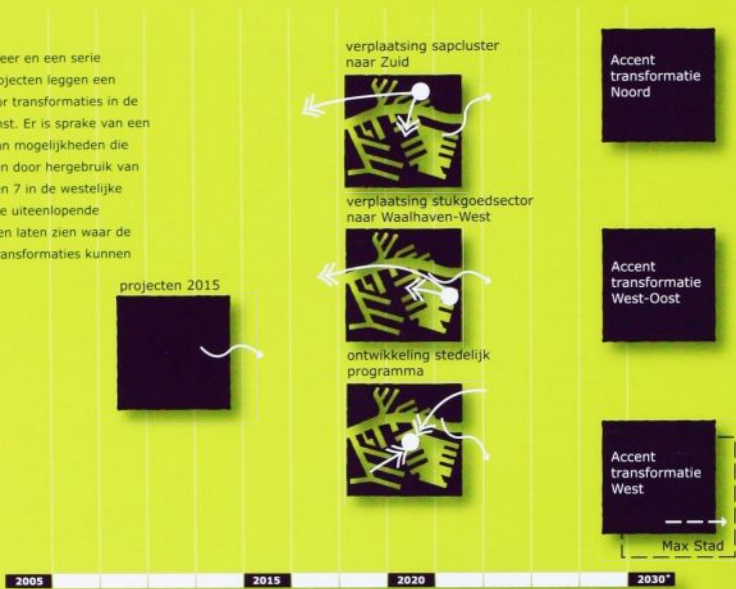 eer en een serie
ojecten leggen een
or transformaties in de
nst. Er is sprake van een
an mogelijkheden die
n door hergebruik van
en 7 in de westelijke
e uiteenlopende
en laten zien waar de
ansformaties kunnen
projecten 2015
verplaatsing sapcluster
naar Zuid
verplaatsing stukgoedsector
naar Waalhaven-West
ontwikkeling stedelijk
programma
Accent
transformatie
Noord
Accent
transformatie
West-Oost
Accent
transformatie
West
Max Stad
2005
2015
2020
2030*